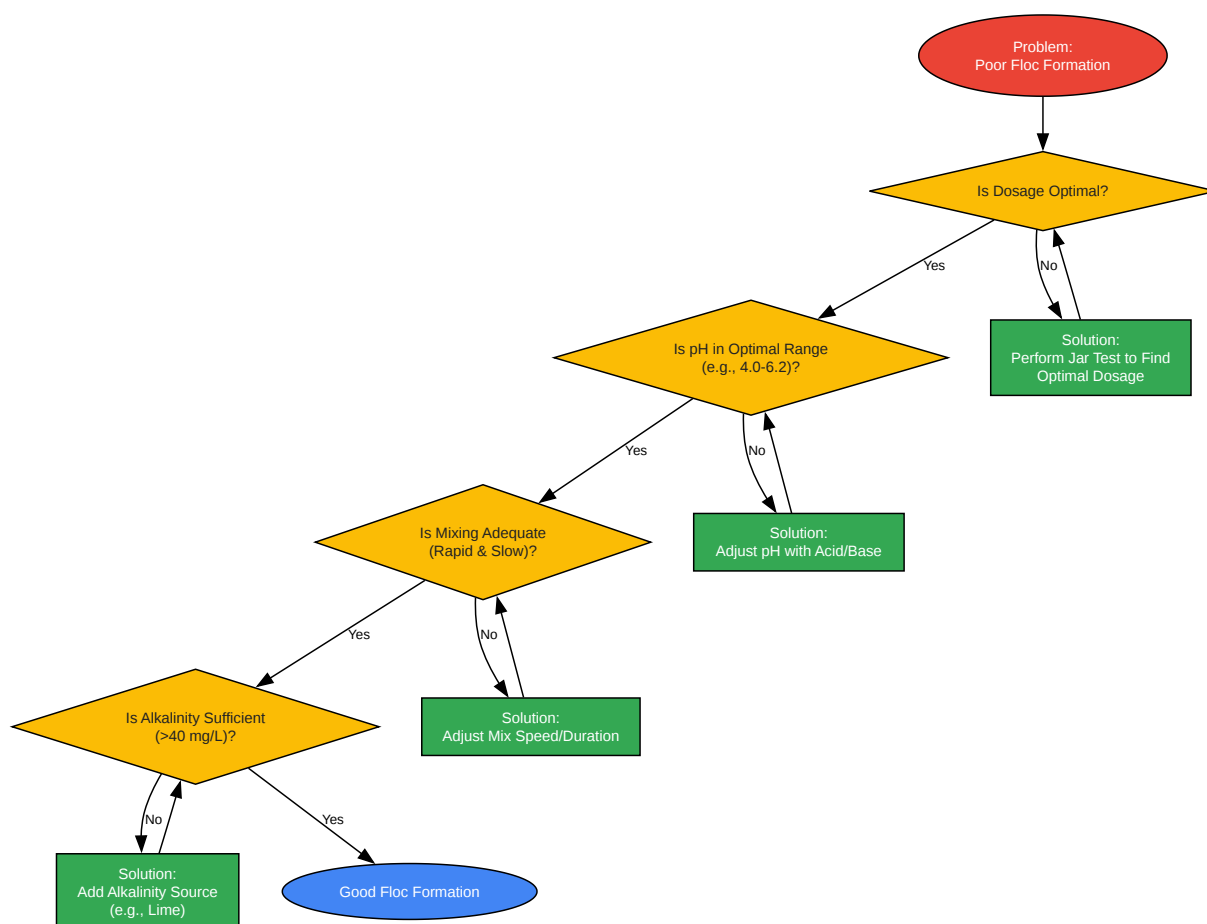 Problem:
Poor Floc Formation
Is Dosage Optimal?
Yes
No
Solution:
Perform Jar Test to Find
Optimal Dosage
Is pH in Optimal Range
(e.g., 4.0-6.2)?
Yes
No
Solution:
Adjust pH with Acid/Base
Is Mixing Adequate
(Rapid & Slow)?
Yes
No
Solution:
Adjust Mix Speed/Duration
Is Alkalinity Sufficient
(>40 mg/L)?
No
Yes
Solution:
Add Alkalinity Source
(e.g., Lime)
Good Floc Formation